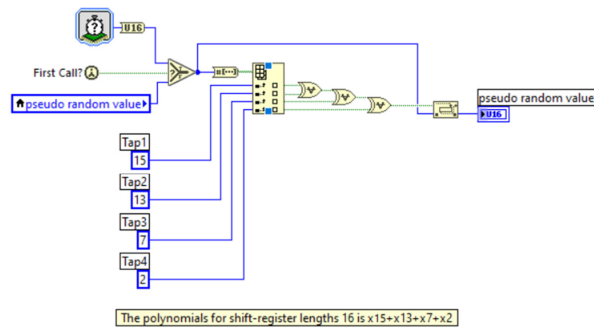 U16
First Call?
pseudo random value
pseudo random value
U16
Tap1
15
Tap2
13
Tap3
7
Tap4
2
The polynomials for shift-register lengths 16 is x15+x13+x7+x2